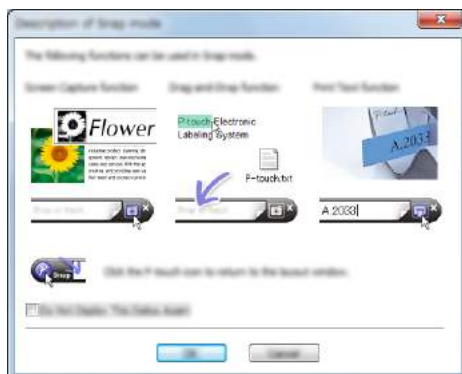 Description of Snap mode
The following functions can be used in Snap mode.
Screen Capture function
Drag and Drop function
Print Text function
Flower
P-touch Electronic
Labeling System
P-touch.txt
A.2033
A.2033
Snap
Click the P-touch icon to return to the layout window.
Do Not Display This Dialog Again
OK
Cancel